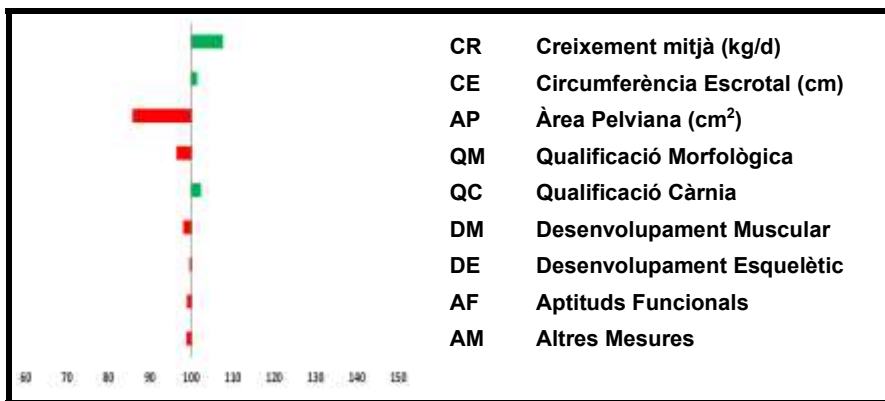 CR Creixement mitjà (kg/d)
CE Circumferència Escrotal (cm)
AP Àrea Pelviana (cm²)
QM Qualificació Morfològica
QC Qualificació Càrnia
DM Desenvolupament Muscular
DE Desenvolupament Esquelètic
AF Aptituds Funcionals
AM Altres Mesures
60 70 80 90 100 110 120 130 140 150